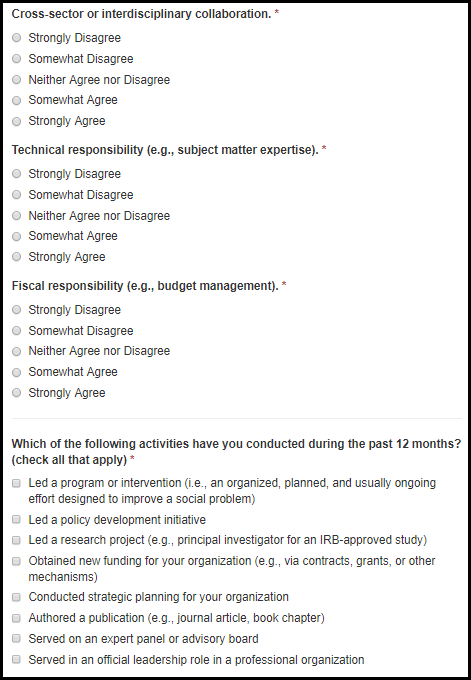 Cross-sector or interdisciplinary collaboration. *
Strongly Disagree
Somewhat Disagree
Neither Agree nor Disagree
Somewhat Agree
Strongly Agree
Technical responsibility (e.g., subject matter expertise). *
Strongly Disagree
Somewhat Disagree
Neither Agree nor Disagree
Somewhat Agree
Strongly Agree
Fiscal responsibility (e.g., budget management). *
Strongly Disagree
Somewhat Disagree
Neither Agree nor Disagree
Somewhat Agree
Strongly Agree
Which of the following activities have you conducted during the past 12 months?
(check all that apply) *
Led a program or intervention (i.e., an organized, planned, and usually ongoing
effort designed to improve a social problem)
Led a policy development initiative
Led a research project (e.g., principal investigator for an IRB-approved study)
Obtained new funding for your organization (e.g., via contracts, grants, or other
mechanisms)
Conducted strategic planning for your organization
Authored a publication (e.g., journal article, book chapter)
Served on an expert panel or advisory board
Served in an official leadership role in a professional organization